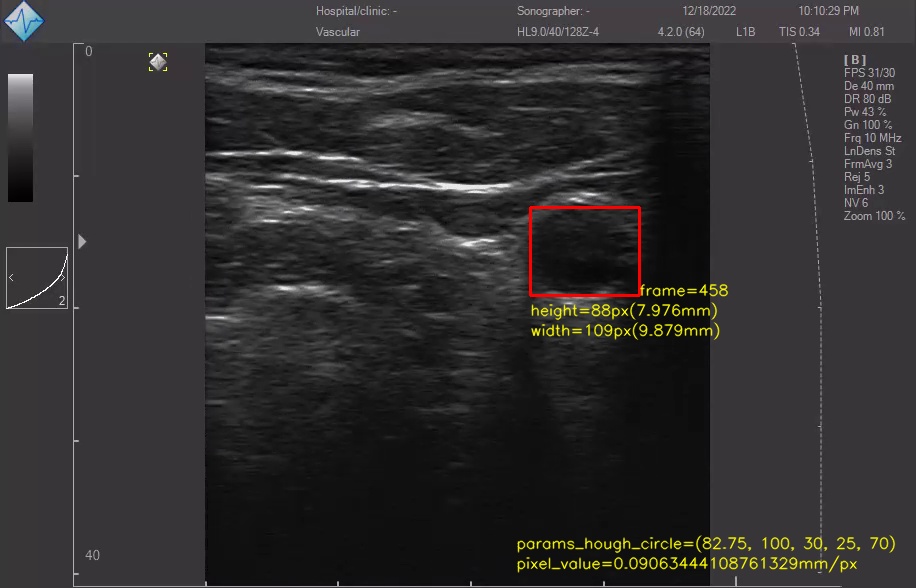 Hospital/clinic: - Sonographer: - 12/18/2022 10:10:29 PM
Vascular HL9.0/40/128Z-4 4.2.0 (64) L1B TIS 0.34 MI 0.81
0
[ B ]
FPS 31/30
De 40 mm
DR 80 dB
Pw 43 %
Gn 100 %
Frq 10 MHz
LnDens St
FrmAvg 3
Rej 5
ImEnh 3
NV 6
Zoom 100 %
2
frame=458
height=88px(7.976mm)
width=109px(9.879mm)
40
params_hough_circle=(82.75, 100, 30, 25, 70)
pixel_value=0.09063444108761329mm/px